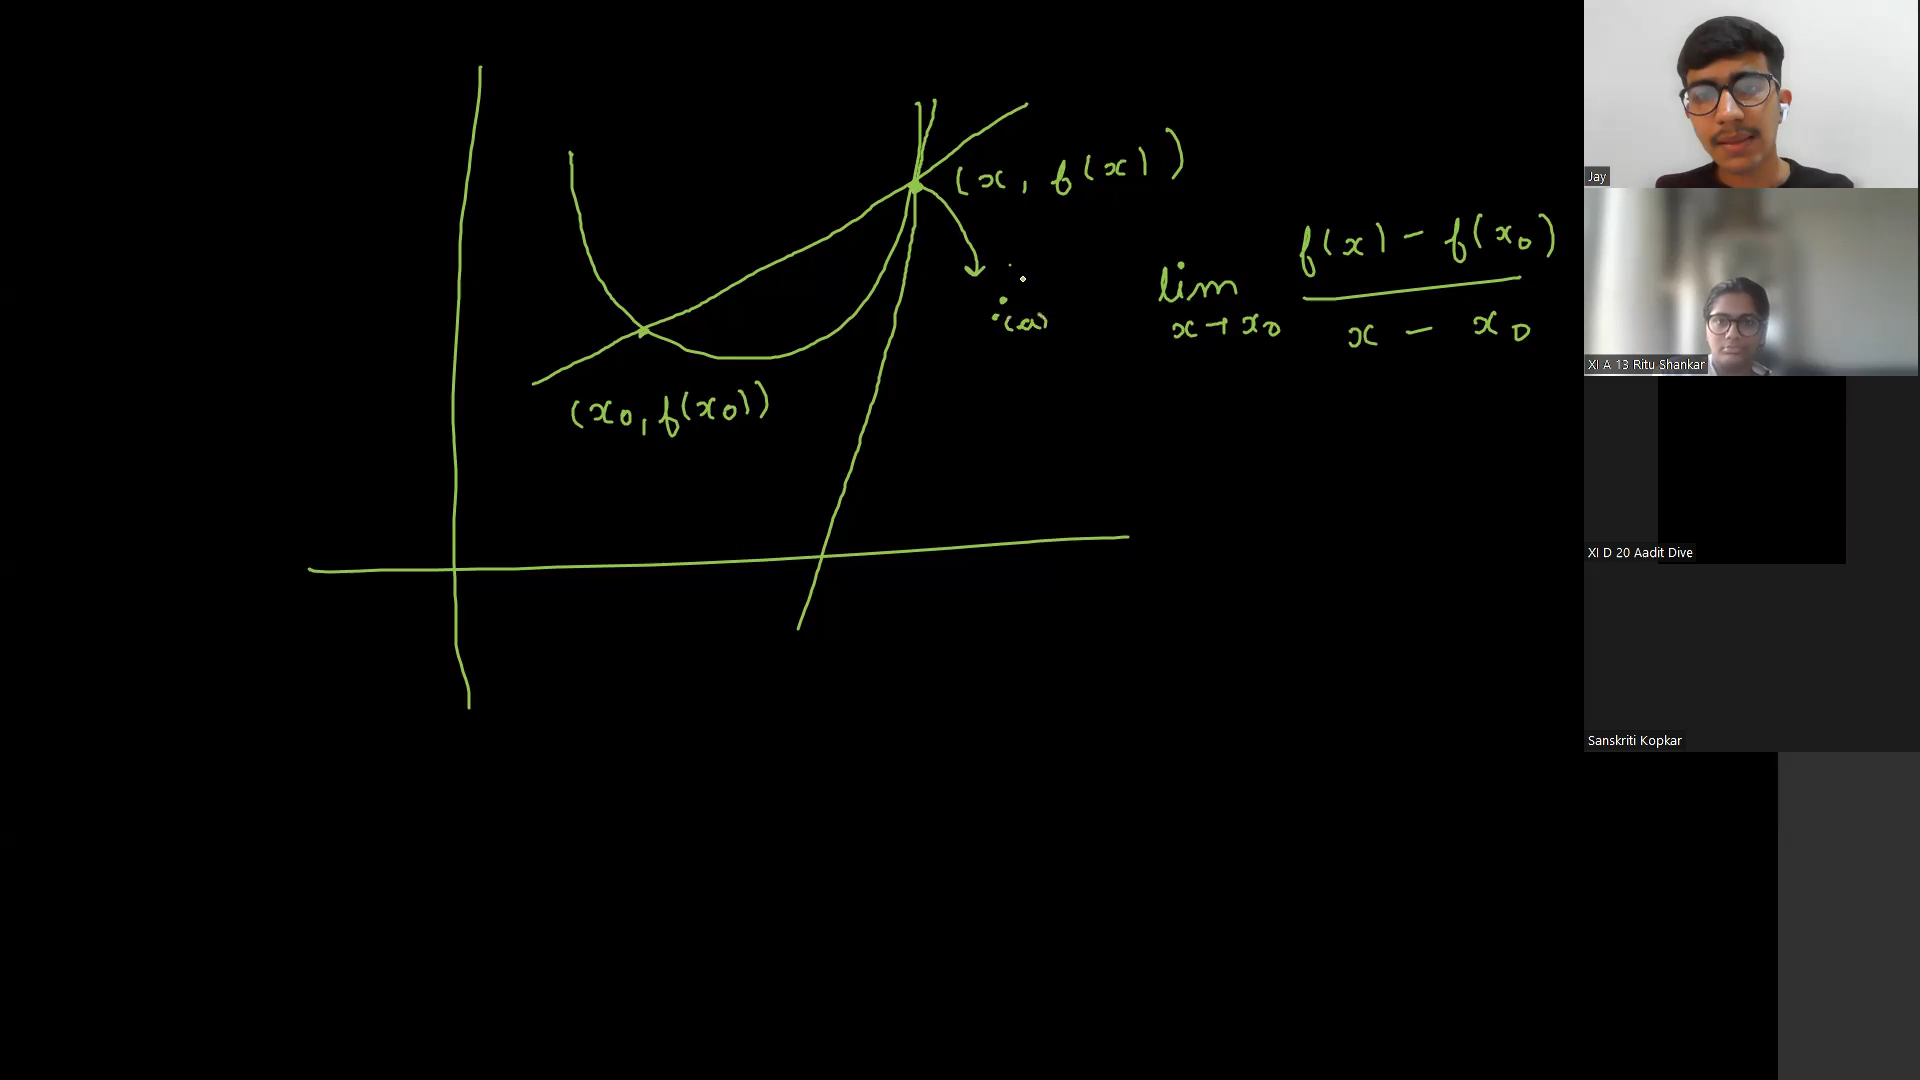 (x, f(x))
f(x) - f(x₀)
lim
x→x₀
x - x₀
(x₀, f(x₀))
Jay
XI A 13 Ritu Shankar
XI D 20 Aadit Dive
Sanskriti Kopkar